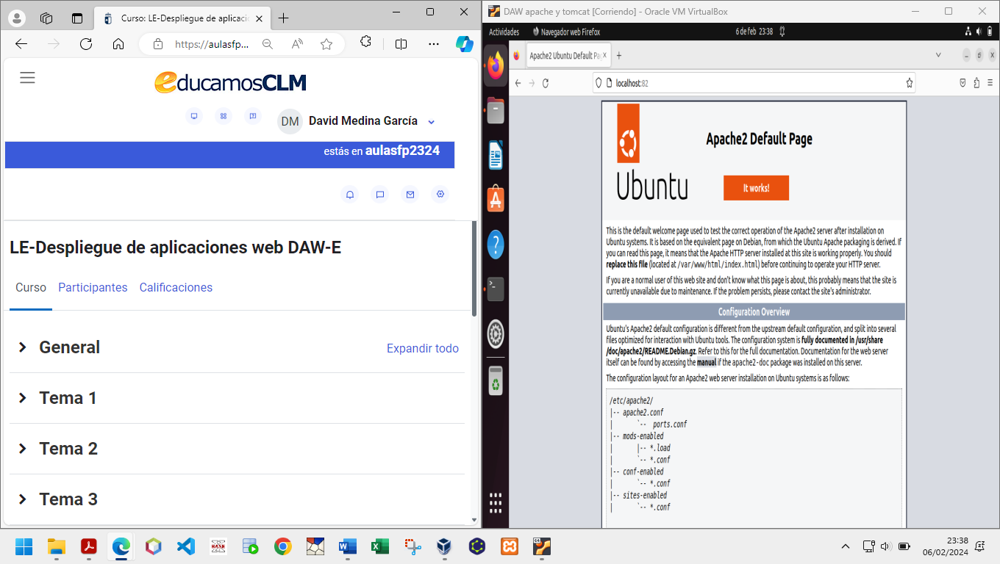 Curso: LE-Despliegue de aplicacio
https://aulasfp...
educamosCLM
DM
David Medina García
estás en aulasfp2324
LE-Despliegue de aplicaciones web DAW-E
Curso
Participantes
Calificaciones
General
Expandir todo
Tema 1
Tema 2
Tema 3
DAW apache y tomcat [Corriendo] - Oracle VM VirtualBox
Actividades
Navegador web Firefox
6 de feb 23:38
Apache2 Ubuntu Default Pa
localhost:82
Apache2 Default Page
Ubuntu
It works!
This is the default welcome page used to test the correct operation of the Apache2 server after installation on
Ubuntu systems. It is based on the equivalent page on Debian, from which the Ubuntu Apache packaging is derived. If
you can read this page, it means that the Apache HTTP server installed at this site is working properly. You should
replace this file (located at /var/www/html/index.html) before continuing to operate your HTTP server.
If you are a normal user of this web site and don't know what this page is about, this probably means that the site is
currently unavailable due to maintenance. If the problem persists, please contact the site's administrator.
Configuration Overview
Ubuntu's Apache2 default configuration is different from the upstream default configuration, and split into several
files optimized for interaction with Ubuntu tools. The configuration system is fully documented in /usr/share
/doc/apache2/README.Debian.gz. Refer to this for the full documentation. Documentation for the web server
itself can be found by accessing the manual if the apache2-doc package was installed on this server.
The configuration layout for an Apache2 web server installation on Ubuntu systems is as follows:
/etc/apache2/
|-- apache2.conf
|       `--  ports.conf
|-- mods-enabled
|       |-- *.load
|       `-- *.conf
|-- conf-enabled
|       `-- *.conf
|-- sites-enabled
|       `-- *.conf
23:38
06/02/2024